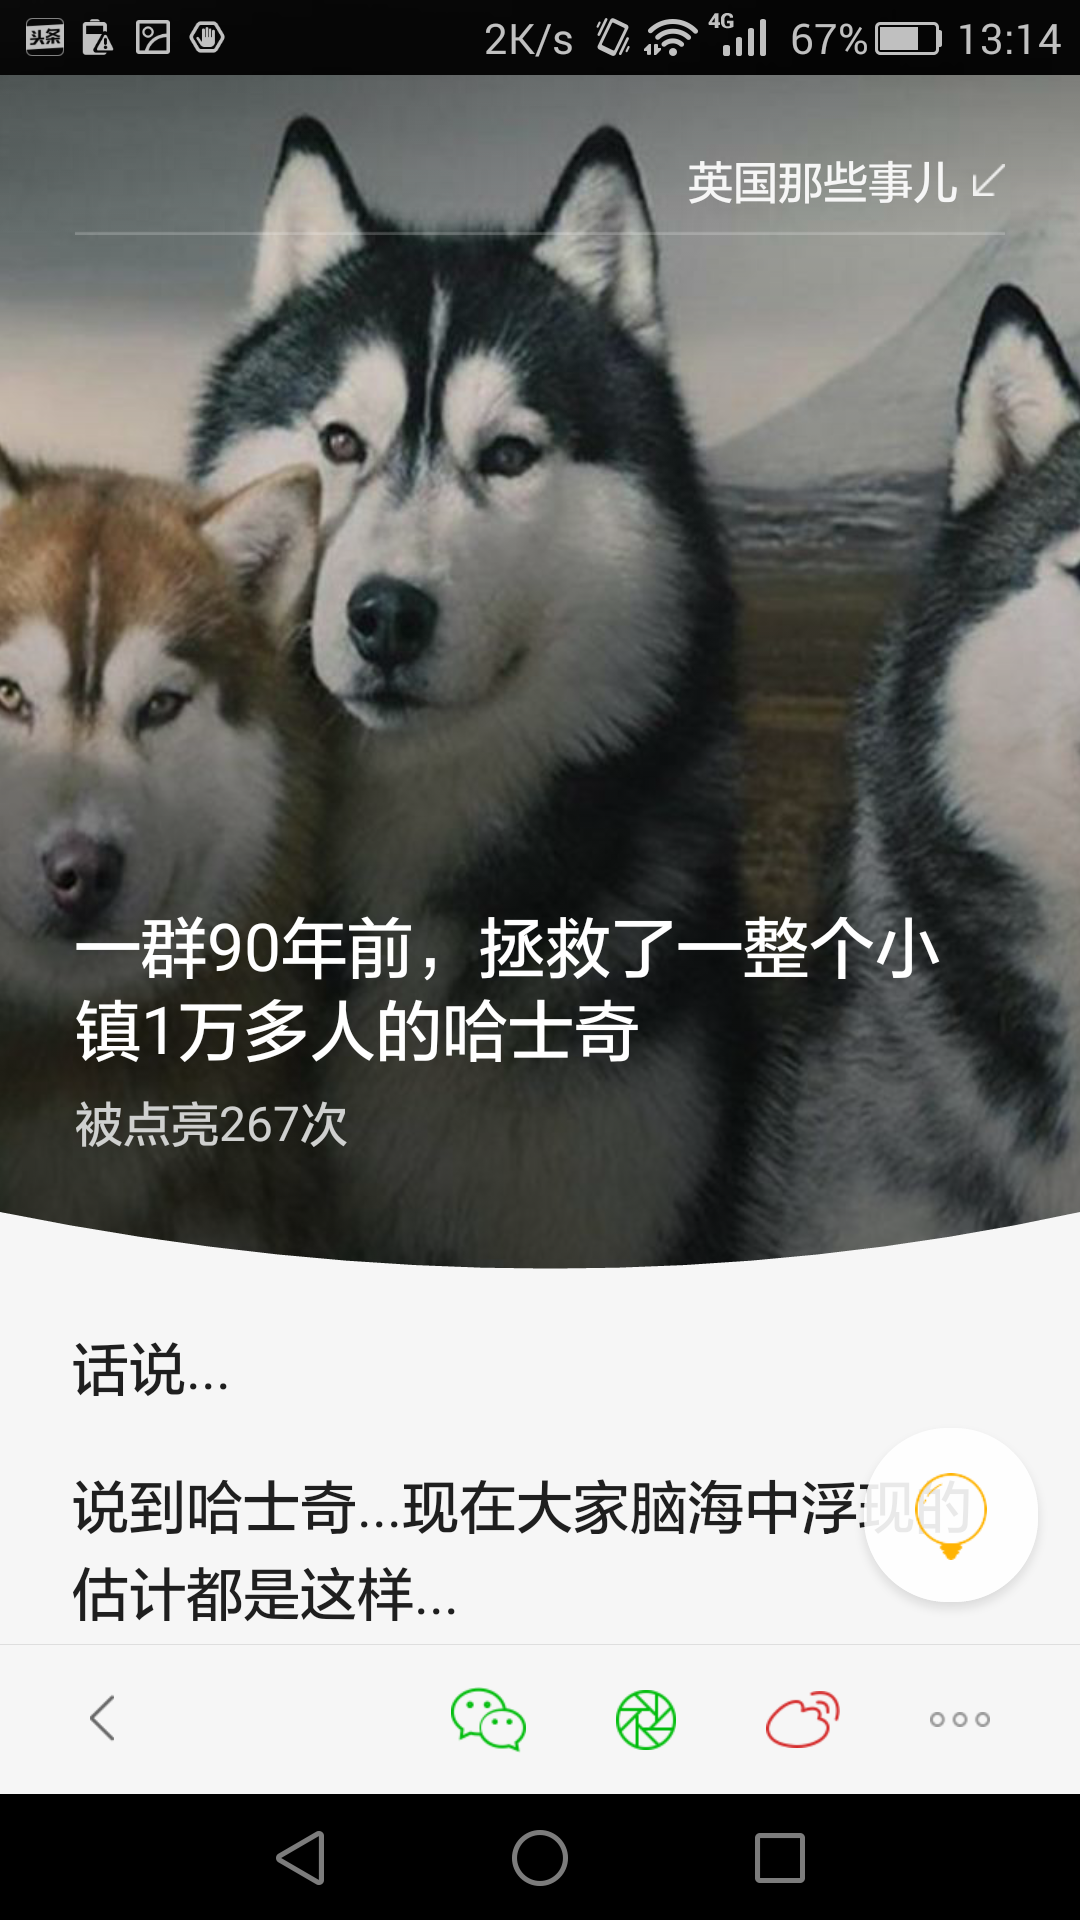 头条
2K/s 4G 67% 13:14
英国那些事儿
一群90年前，拯救了一整个小
镇1万多人的哈士奇
被点亮267次
话说...
说到哈士奇...现在大家脑海中浮现的
估计都是这样...